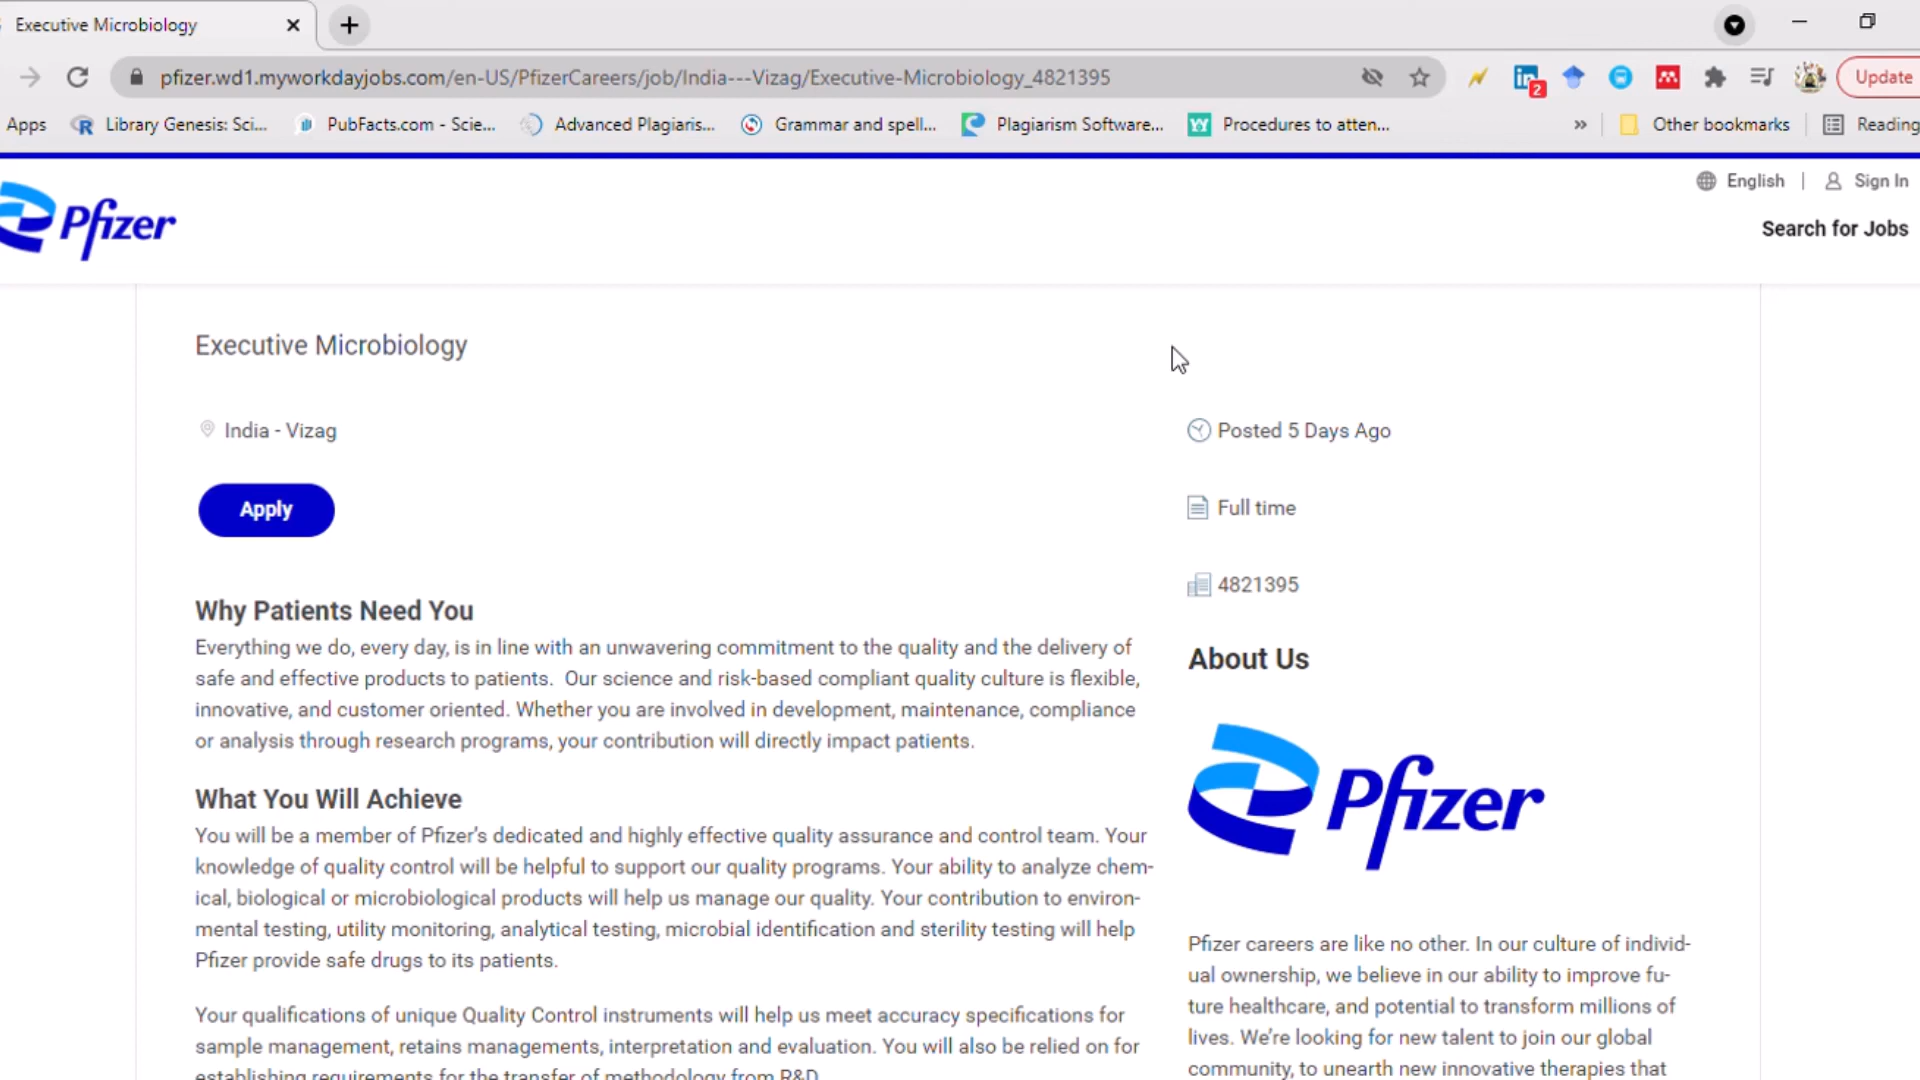 Executive Microbiology
pfizer.wd1.myworkdayjobs.com/en-US/PfizerCareers/job/India---Vizag/Executive-Microbiology_4821395
2
Update
Apps
Library Genesis: Sci...
PubFacts.com - Scie...
Advanced Plagiaris...
Grammar and spell...
Plagiarism Software...
Procedures to atten...
»
Other bookmarks
Reading
Pfizer
English
Sign In
Search for Jobs
Executive Microbiology
India - Vizag
Apply
Why Patients Need You
Everything we do, every day, is in line with an unwavering commitment to the quality and the delivery of
safe and effective products to patients.  Our science and risk-based compliant quality culture is flexible,
innovative, and customer oriented. Whether you are involved in development, maintenance, compliance
or analysis through research programs, your contribution will directly impact patients.
What You Will Achieve
You will be a member of Pfizer’s dedicated and highly effective quality assurance and control team. Your
knowledge of quality control will be helpful to support our quality programs. Your ability to analyze chem-
ical, biological or microbiological products will help us manage our quality. Your contribution to environ-
mental testing, utility monitoring, analytical testing, microbial identification and sterility testing will help
Pfizer provide safe drugs to its patients.
Your qualifications of unique Quality Control instruments will help us meet accuracy specifications for
sample management, retains managements, interpretation and evaluation. You will also be relied on for
establishing requirements for the transfer of methodology from R&D.
Posted 5 Days Ago
Full time
4821395
About Us
Pfizer
Pfizer careers are like no other. In our culture of individ-
ual ownership, we believe in our ability to improve fu-
ture healthcare, and potential to transform millions of
lives. We’re looking for new talent to join our global
community, to unearth new innovative therapies that